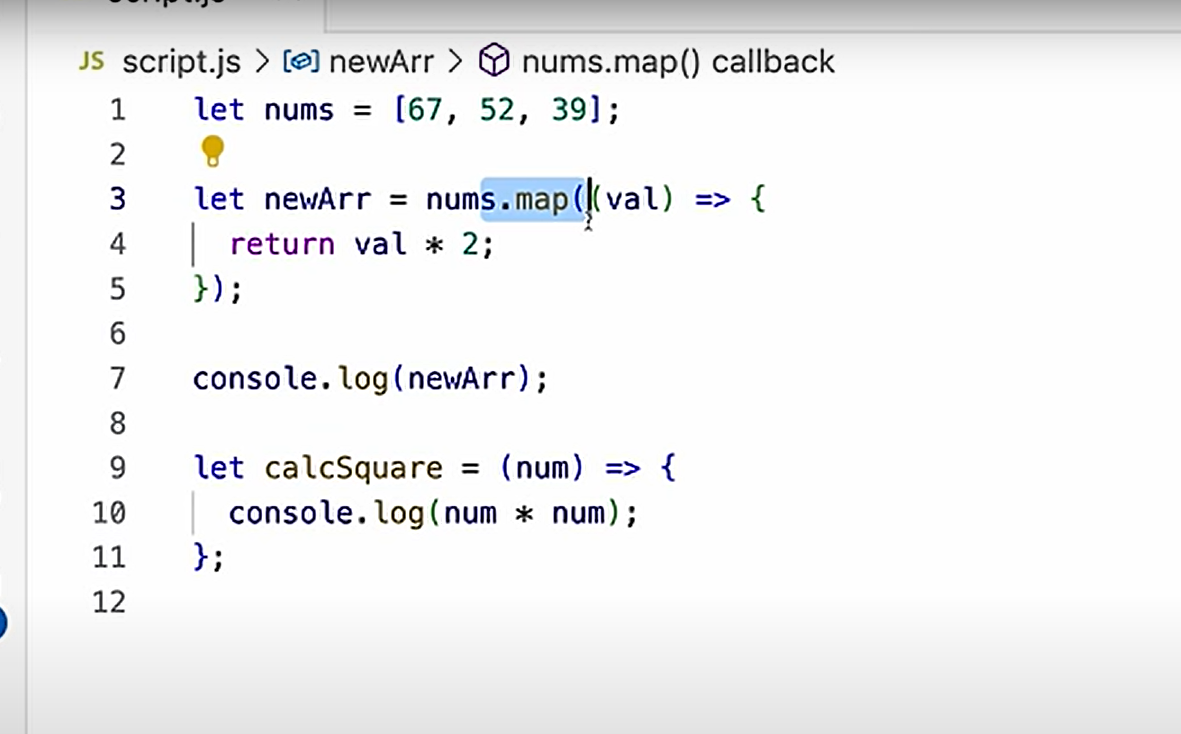 JS script.js > newArr > nums.map() callback
1 let nums = [67, 52, 39];
2
3 let newArr = nums.map((val) => {
4 return val * 2;
5 });
6
7 console.log(newArr);
8
9 let calcSquare = (num) => {
10 console.log(num * num);
11 };
12